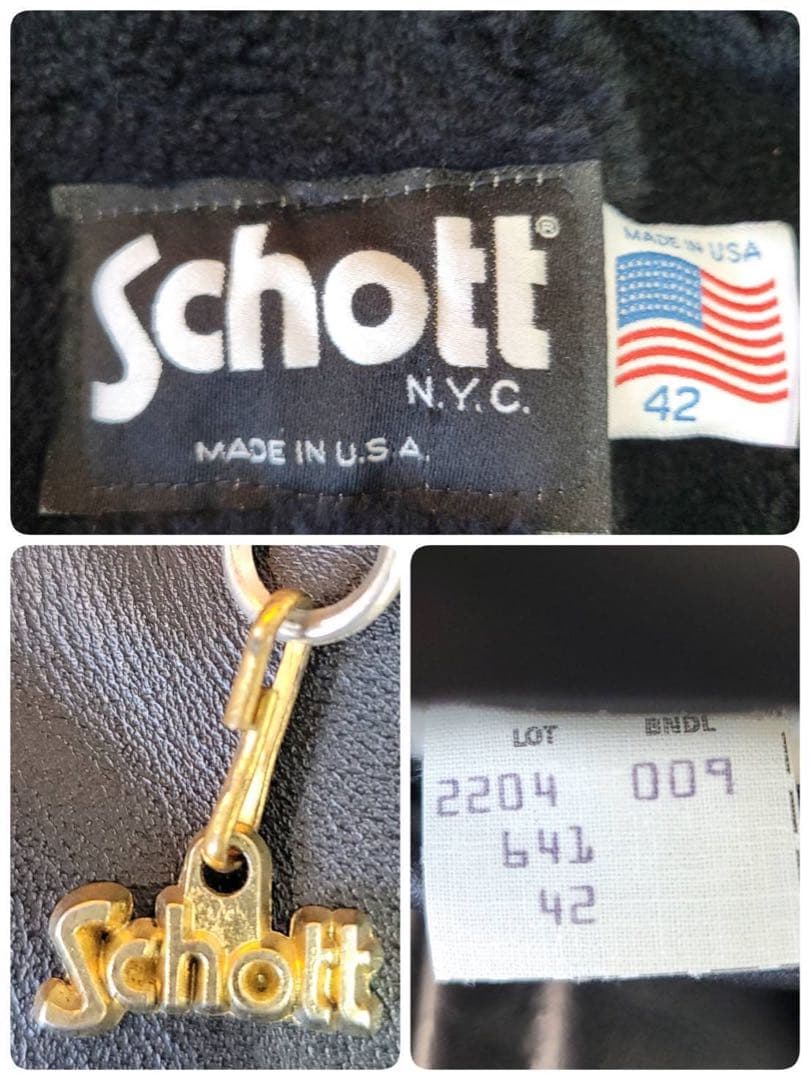 Schott®
N.Y.C.
MADE IN U.S.A.
MADE IN USA
42
Schott
LOT BNDL
2204 009
641
42